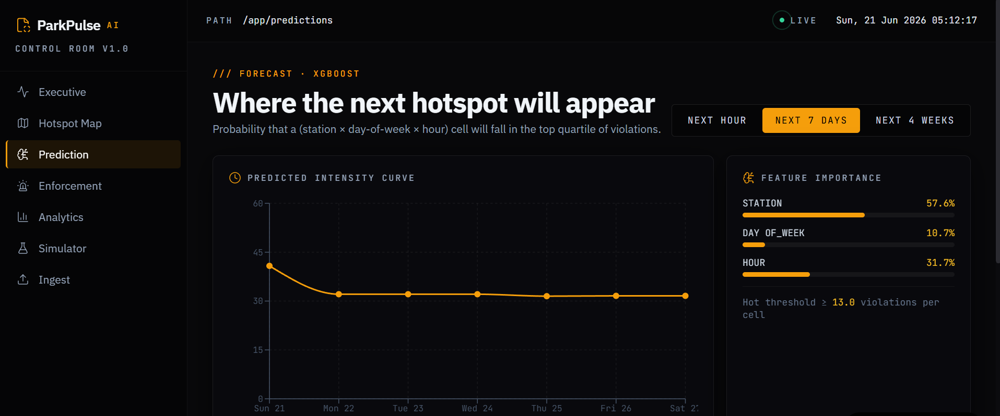 ParkPulse AI
CONTROL ROOM V1.0
Executive
Hotspot Map
Prediction
Enforcement
Analytics
Simulator
Ingest
PATH /app/predictions
LIVE Sun, 21 Jun 2026 05:12:17
/// FORECAST · XGBOOST
Where the next hotspot will appear
Probability that a (station × day-of-week × hour) cell will fall in the top quartile of violations.
NEXT HOUR NEXT 7 DAYS NEXT 4 WEEKS
PREDICTED INTENSITY CURVE
60
45
30
15
0
Sun 21 Mon 22 Tue 23 Wed 24 Thu 25 Fri 26 Sat 27
FEATURE IMPORTANCE
STATION 57.6%
DAY OF_WEEK 10.7%
HOUR 31.7%
Hot threshold ≥ 13.0 violations per
cell